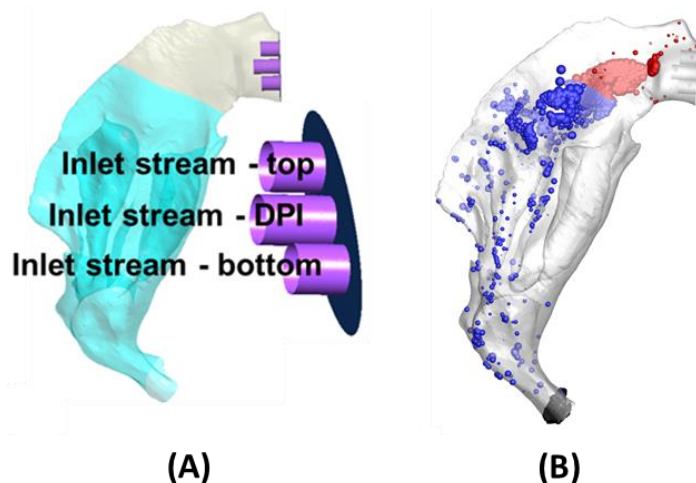 Inlet stream - top
Inlet stream - DPI
Inlet stream - bottom
(A)
(B)